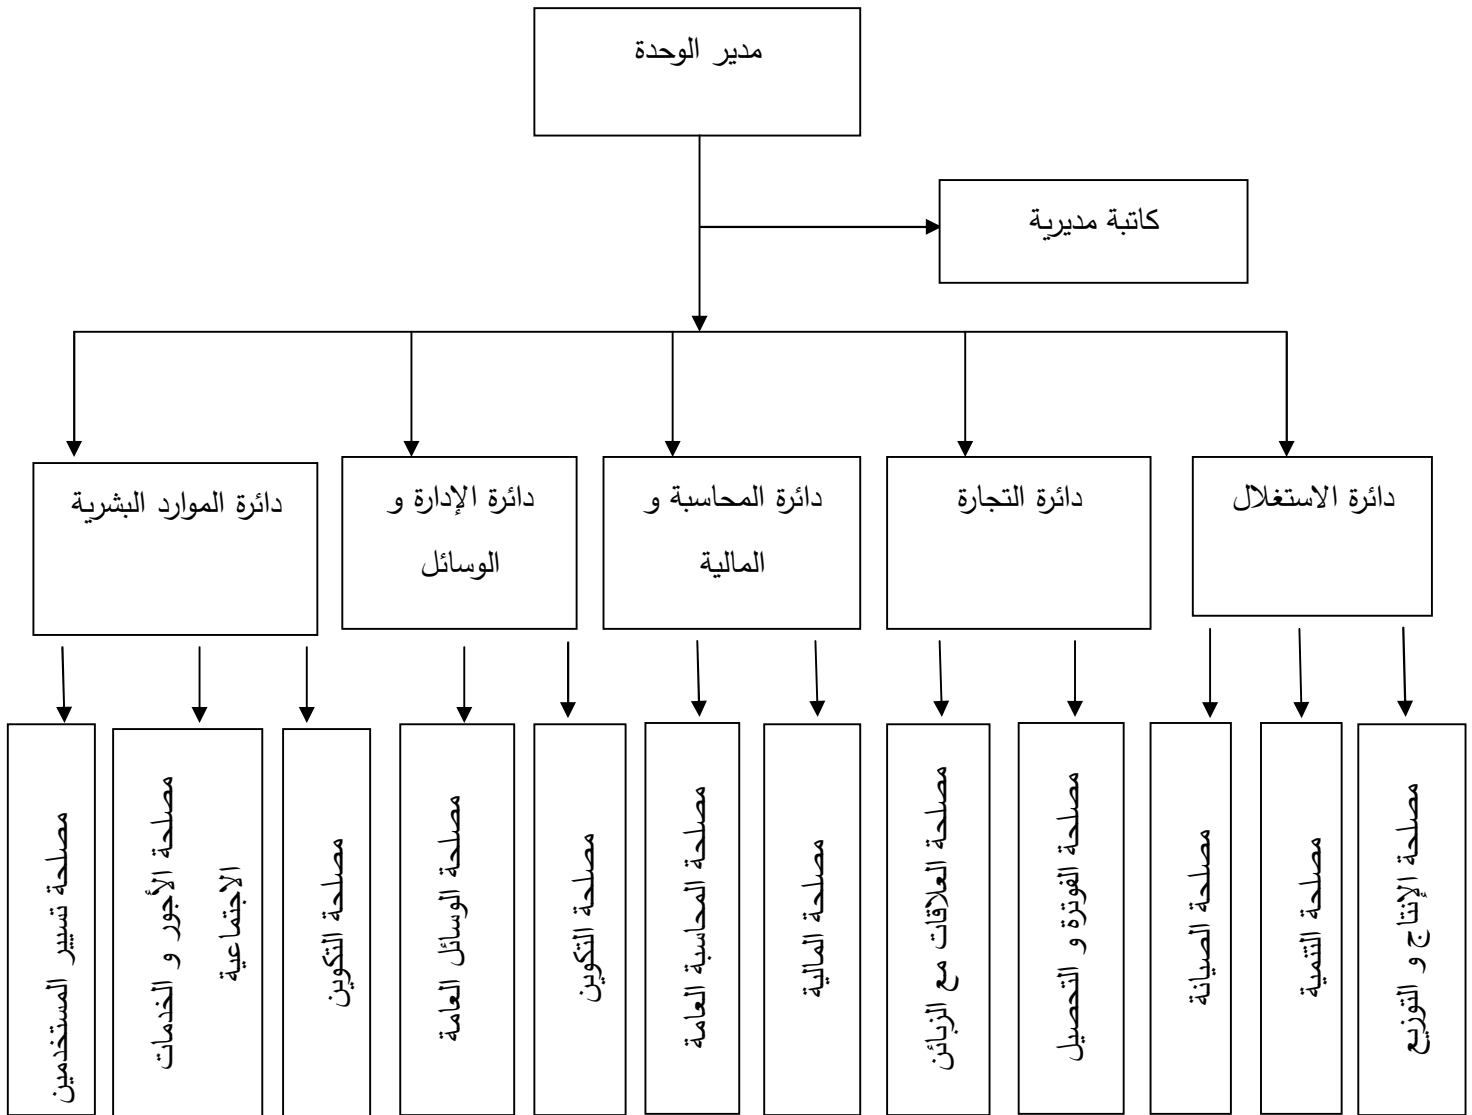 مدير الوحدة
كاتبة مديرية
دائرة الاستغلال
دائرة التجارة
دائرة المحاسبة و
المالية
دائرة الإدارة و
الوسائل
دائرة الموارد البشرية
مصلحة الإنتاج و التوزيع
مصلحة التنمية
مصلحة الصيانة
مصلحة الفوترة و التحصيل
مصلحة العلاقات مع الزبائن
مصلحة المالية
مصلحة المحاسبة العامة
مصلحة التكوين
مصلحة الوسائل العامة
مصلحة التكوين
مصلحة الأجور و الخدمات
الاجتماعية
مصلحة تسيير المستخدمين